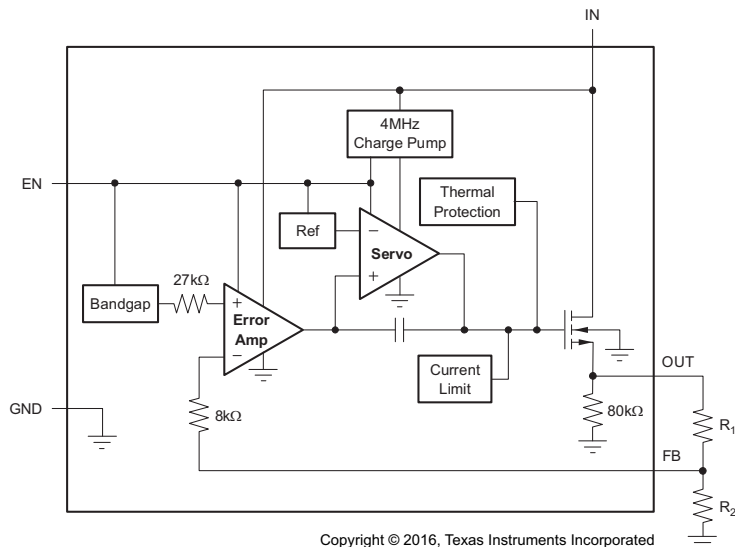 IN
4MHz
Charge Pump
EN
Thermal
Protection
Ref
−
Servo
+
27kΩ
Bandgap
+
Error
Amp
−
Current
Limit
OUT
GND
8kΩ
80kΩ
R1
FB
R2
Copyright © 2016, Texas Instruments Incorporated